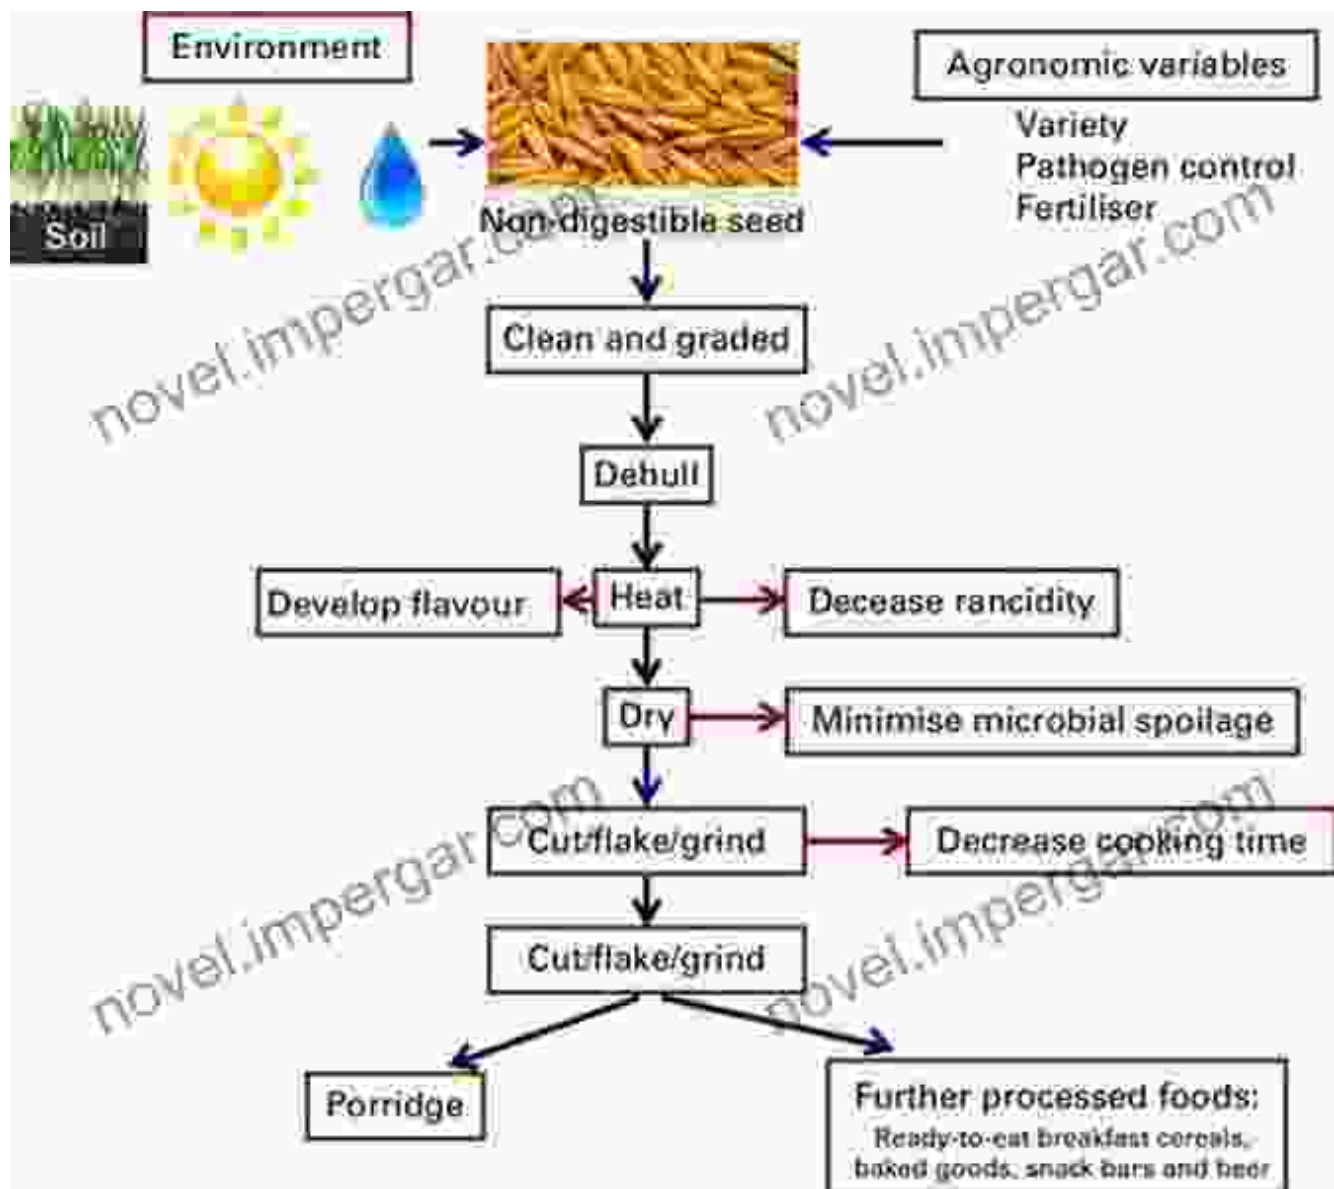 Environment
Agronomic variables
Variety
Pathogen control
Fertiliser
Soil
Non-digestible seed
novel.impergar.com
novel.impergar.com
Clean and graded
Dehull
Develop flavour
Heat
Decease rancidity
Dry
Minimise microbial spoilage
Cut/flake/grind
Decrease cooking time
novel.impergar.com
novel.impergar.com
Cut/flake/grind
Porridge
Further processed foods:
Ready-to-eat breakfast cereals,
baked goods, snack bars and beer